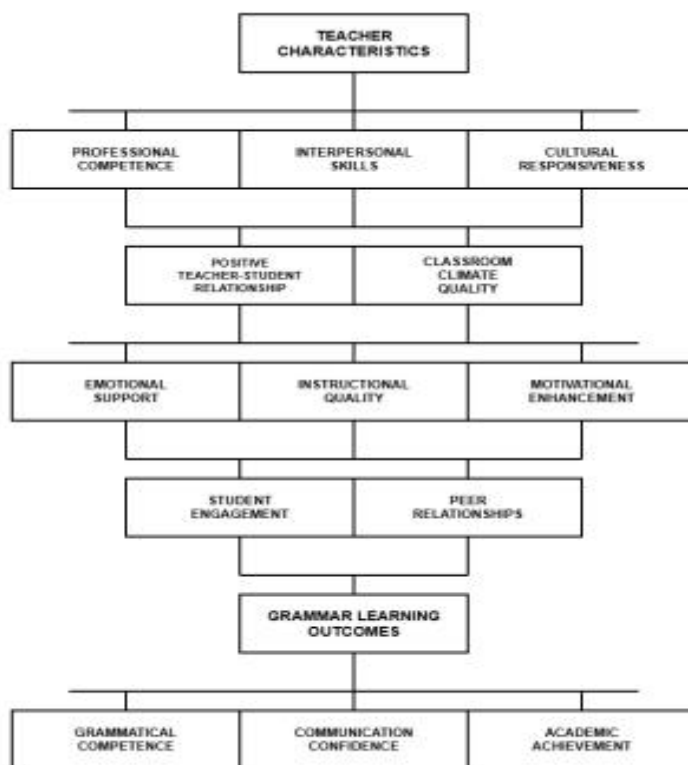 TEACHER
CHARACTERISTICS
PROFESSIONAL
COMPETENCE
INTERPERSONAL
SKILLS
CULTURAL
RESPONSIVENESS
POSITIVE
TEACHER-STUDENT
RELATIONSHIP
CLASSROOM
CLIMATE
QUALITY
EMOTIONAL
SUPPORT
INSTRUCTIONAL
QUALITY
MOTIVATIONAL
ENHANCEMENT
STUDENT
ENGAGEMENT
PEER
RELATIONSHIPS
GRAMMAR LEARNING
OUTCOMES
GRAMMATICAL
COMPETENCE
COMMUNICATION
CONFIDENCE
ACADEMIC
ACHIEVEMENT